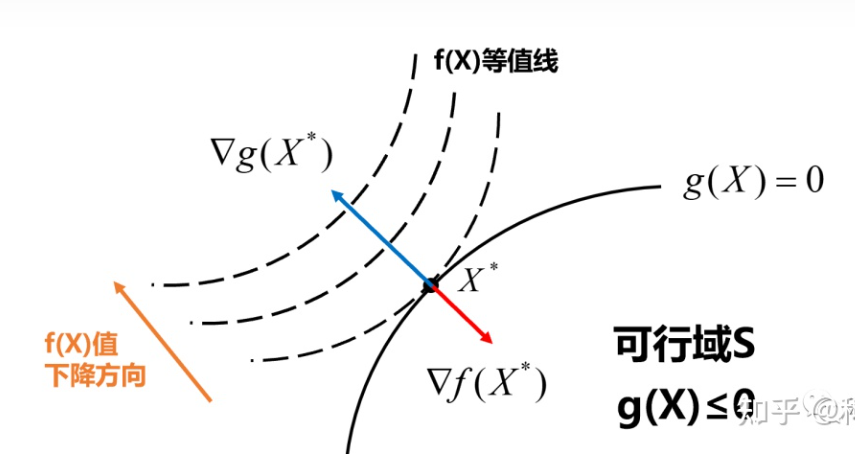 f(X)等值线
∇g(X*)
g(X) = 0
X*
f(X)值
下降方向
∇f(X*)
可行域S
g(X)≤0
知乎 @